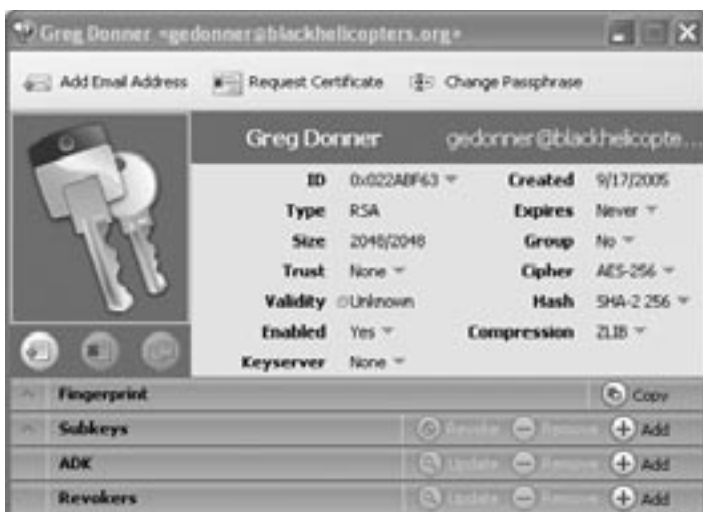 Greg Donner <gedonner@blackhelicopters.org>
Add Email Address Request Certificate Change Passphrase
Greg Donner gedonner@blackhelicopte...
ID 0x022ABF63 Created 9/17/2005
Type RSA Expires Never
Size 2048/2048 Group No
Trust None Cipher AES-256
Validity Unknown Hash SHA-2 256
Enabled Yes Compression ZLIB
Keyserver None
Fingerprint Copy
Subkeys Revoke Remove Add
ADK Update Remove Add
Revokers Update Remove Add